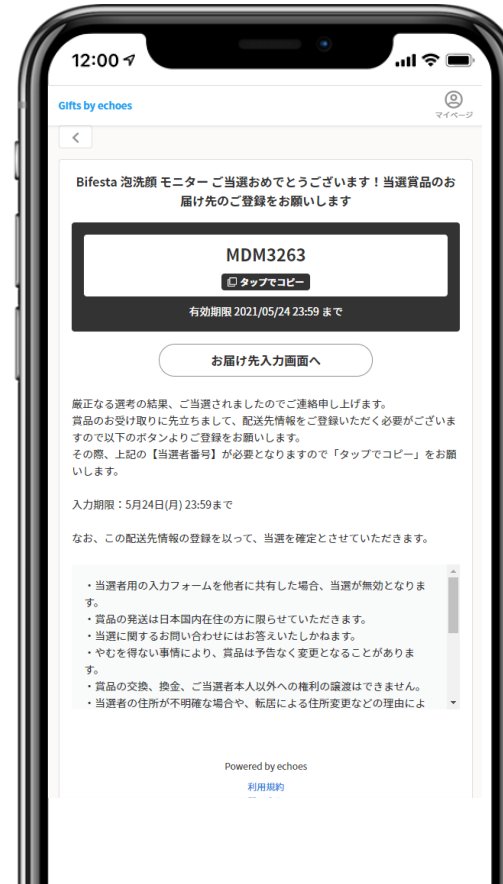 12:00
Gifts by echoes
マイページ
Bifesta 泡洗顔 モニター ご当選おめでとうございます！当選賞品のお
届け先のご登録をお願いします
MDM3263
タップでコピー
有効期限 2021/05/24 23:59 まで
お届け先入力画面へ
厳正なる選考の結果、ご当選されましたのでご連絡申し上げます。
賞品のお受け取りに先立ちまして、配送先情報をご登録いただく必要がございま
すので以下のボタンよりご登録をお願いします。
その際、上記の【当選者番号】が必要となりますので「タップでコピー」をお願
いします。
入力期限：5月24日(月) 23:59まで
なお、この配送先情報の登録を以って、当選を確定とさせていただきます。
・当選者用の入力フォームを他者に共有した場合、当選が無効となりま
す。
・賞品の発送は日本国内在住の方に限らせていただきます。
・当選に関するお問い合わせにはお答えいたしかねます。
・やむを得ない事情により、賞品は予告なく変更となることがありま
す。
・賞品の交換、換金、ご当選者本人以外への権利の譲渡はできません。
・当選者の住所が不明確な場合や、転居による住所変更などの理由によ
Powered by echoes
利用規約